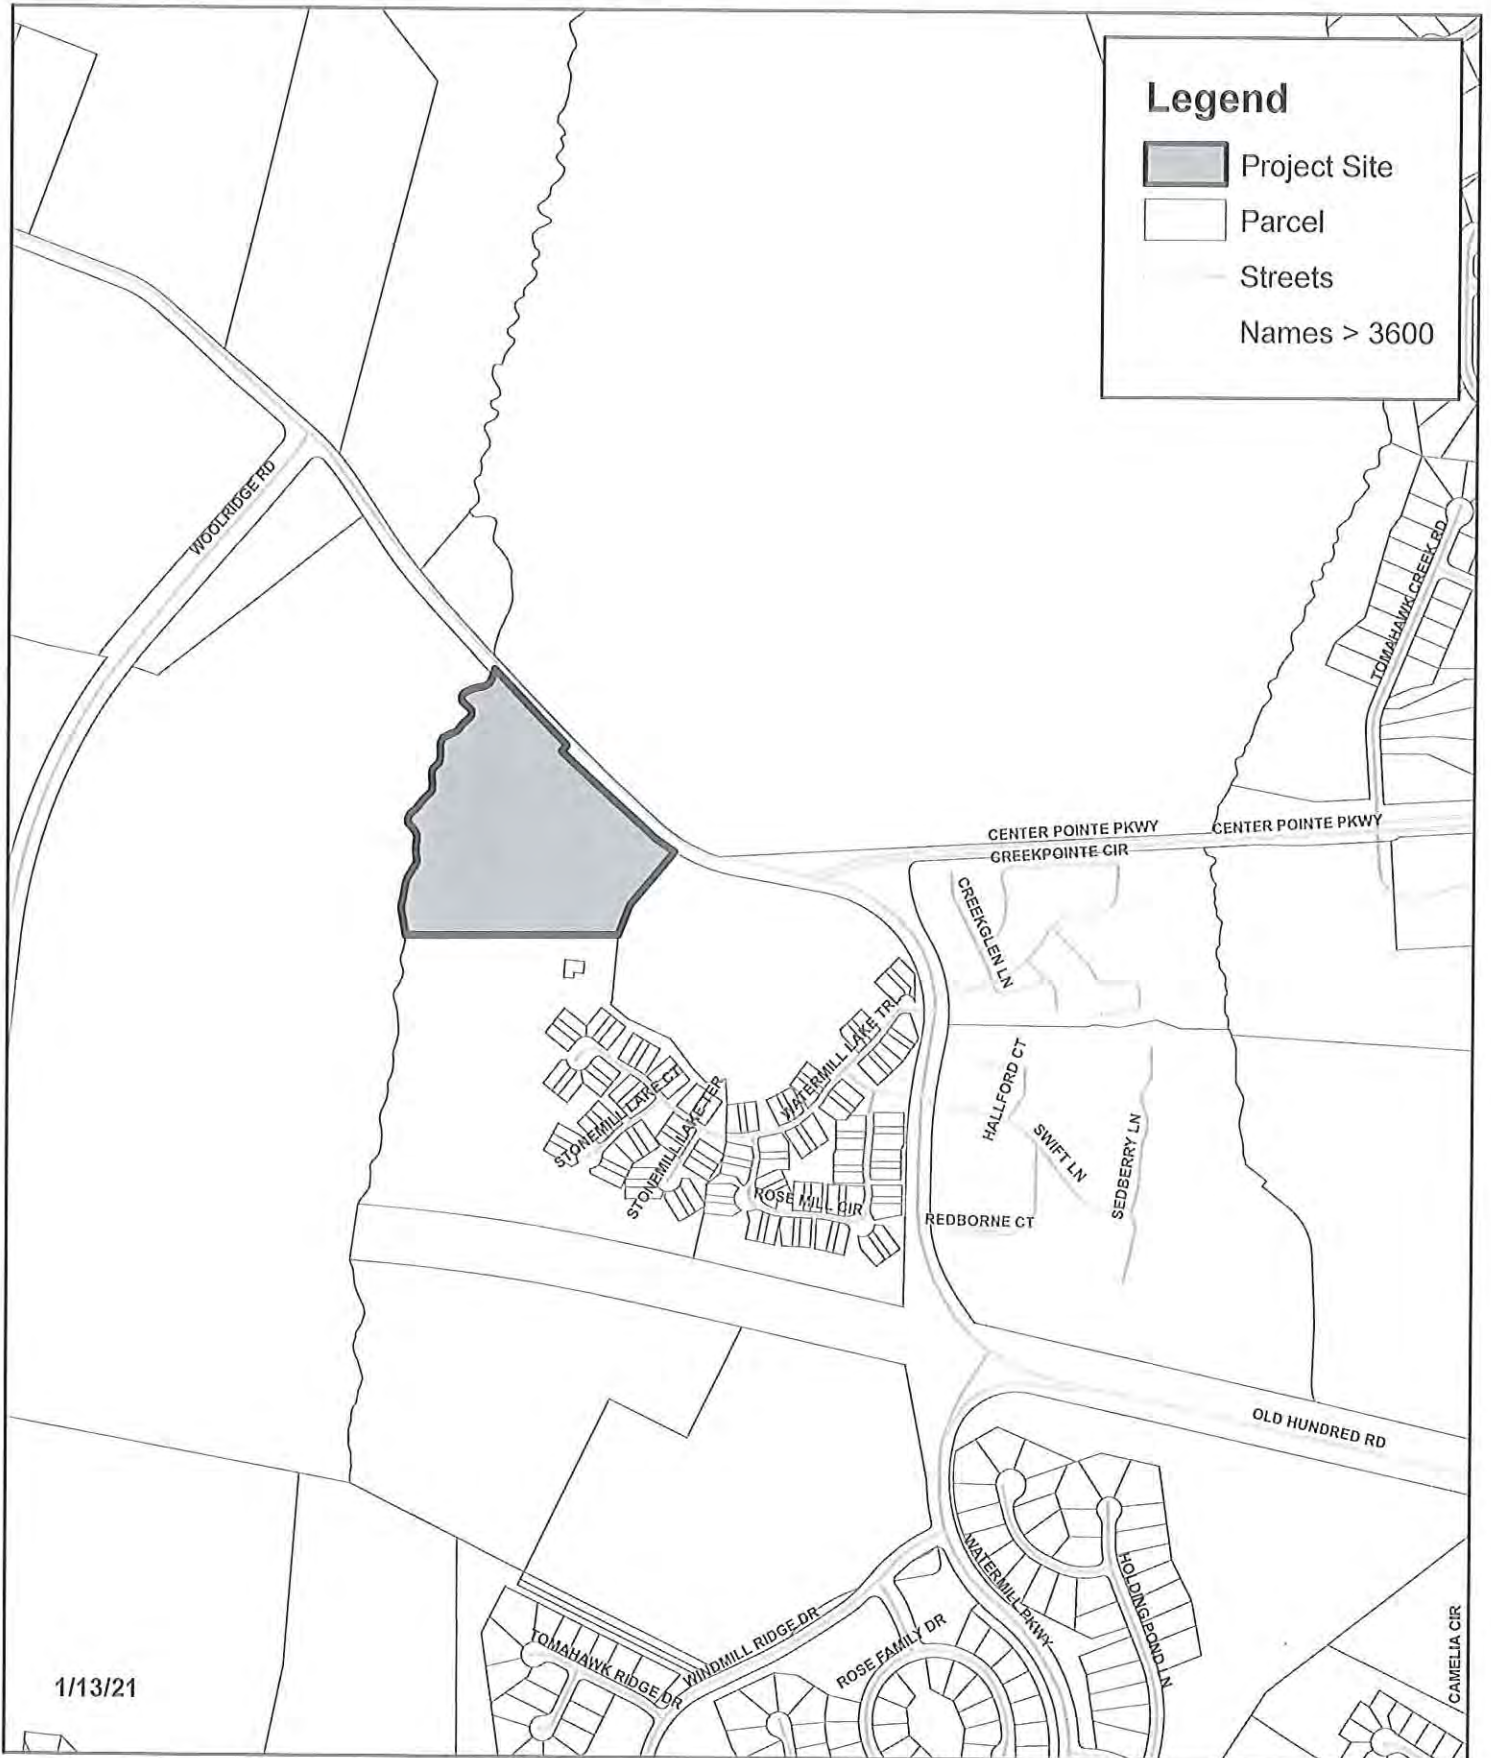 Legend
Project Site
Parcel
Streets
Names > 3600
WOOLRIDGE RD
TOMAHAWK CREEK RD
CENTER POINTE PKWY
CENTER POINTE PKWY
CREEKPOINTE CIR
CREEKGLEN LN
WATERMILL LAKE TRL
STONEMILL LAKE CT
STONEMILL LAKE TER
HALLFORD CT
SWIFT LN
SEDBERRY LN
ROSE MILL CIR
REDBORNE CT
OLD HUNDRED RD
WATERMILL PKWY
HOLDING POND LN
WINDMILL RIDGE DR
ROSE FAMILY DR
TOMAHAWK RIDGE DR
CAMELIA CIR
1/13/21